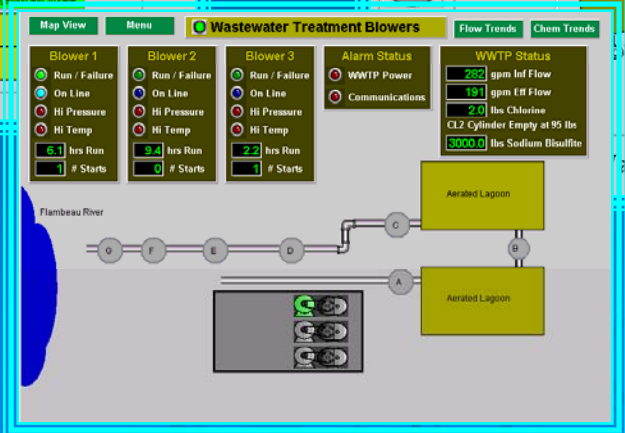 Map View
Menu
Wastewater Treatment Blowers
Flow Trends
Chem Trends
Blower 1
Run / Failure
On Line
Hi Pressure
Hi Temp
6.1 hrs Run
1 # Starts
Blower 2
Run / Failure
On Line
Hi Pressure
Hi Temp
9.4 hrs Run
0 # Starts
Blower 3
Run / Failure
On Line
Hi Pressure
Hi Temp
2.2 hrs Run
1 # Starts
Alarm Status
WWTP Power
Communications
WWTP Status
282 gpm Inf Flow
191 gpm Eff Flow
2.0 lbs Chlorine
CL2 Cylinder Empty at 95 lbs
3000.0 lbs Sodium Bisulfite
Flambeau River
Aerated Lagoon
C
G F E D
B
A
Aerated Lagoon